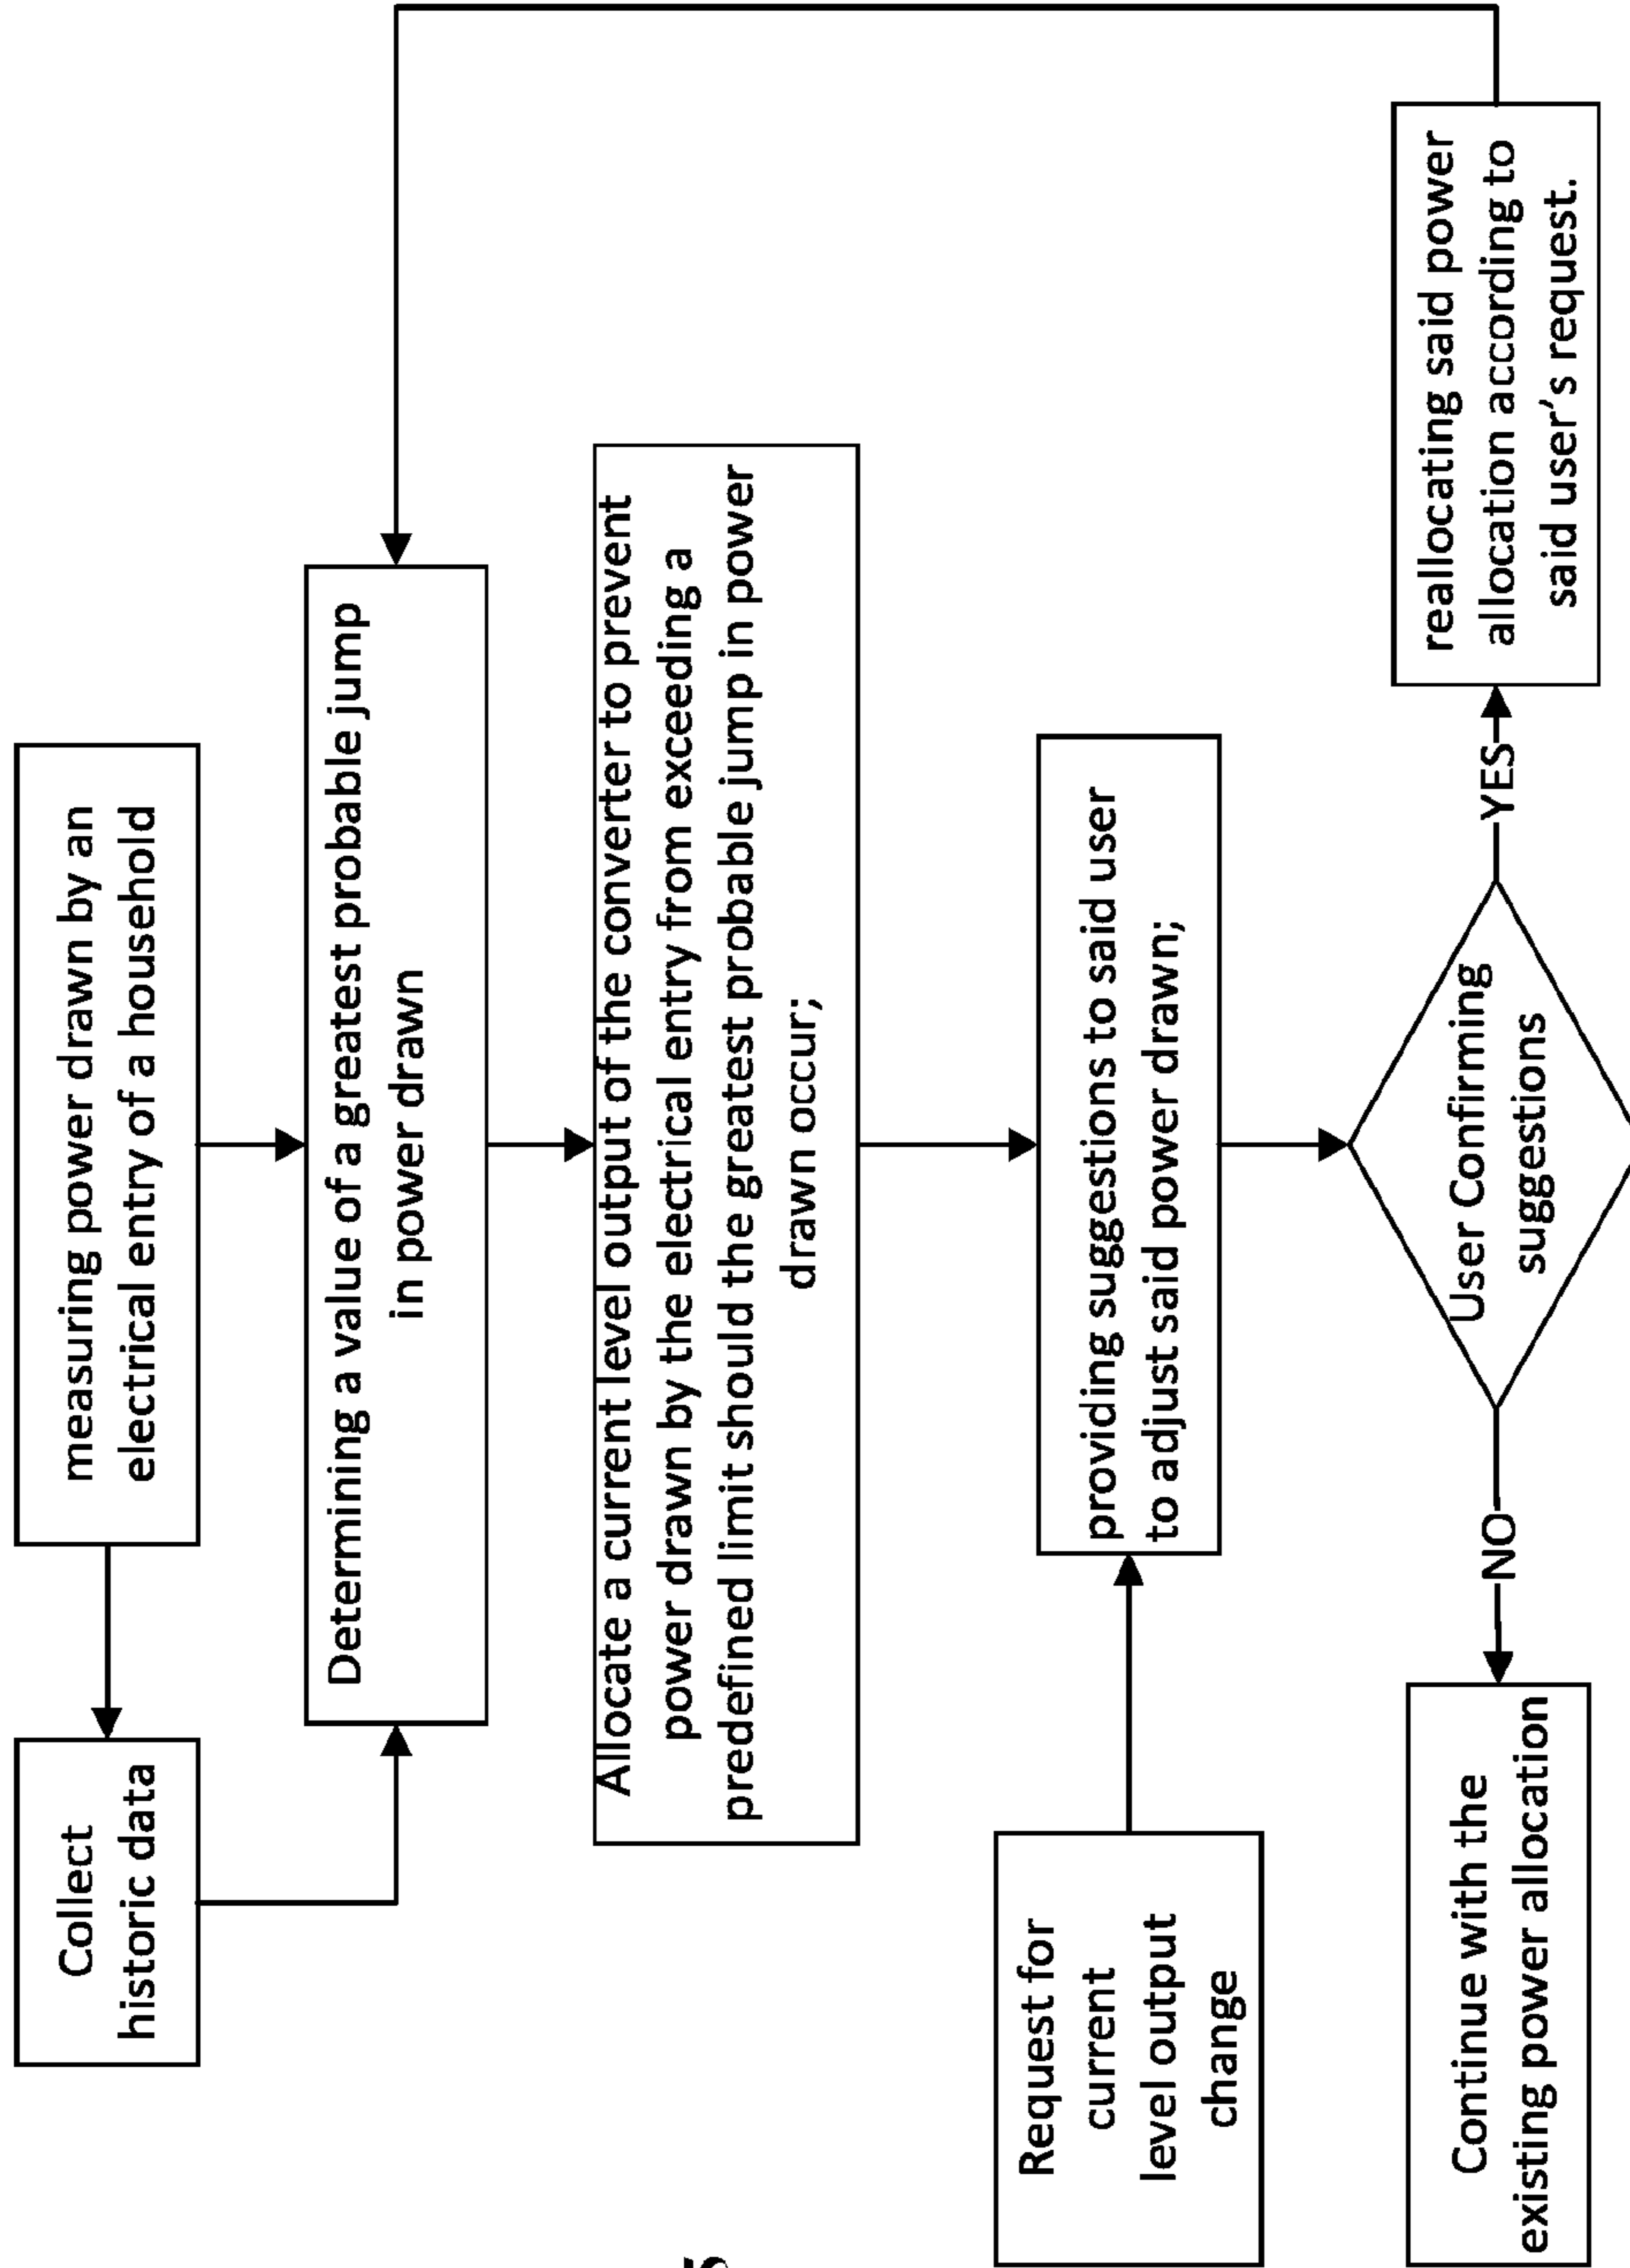 measuring power drawn by an
electrical entry of a household
Collect
historic data
Determining a value of a greatest probable jump
in power drawn
Allocate a current level output of the converter to prevent
power drawn by the electrical entry from exceeding a
predefined limit should the greatest probable jump in power
drawn occur;
Request for
current
level output
change
providing suggestions to said user
to adjust said power drawn;
User Confirming
suggestions
NO
YES
Continue with the
existing power allocation
reallocating said power
allocation according to
said user's request.